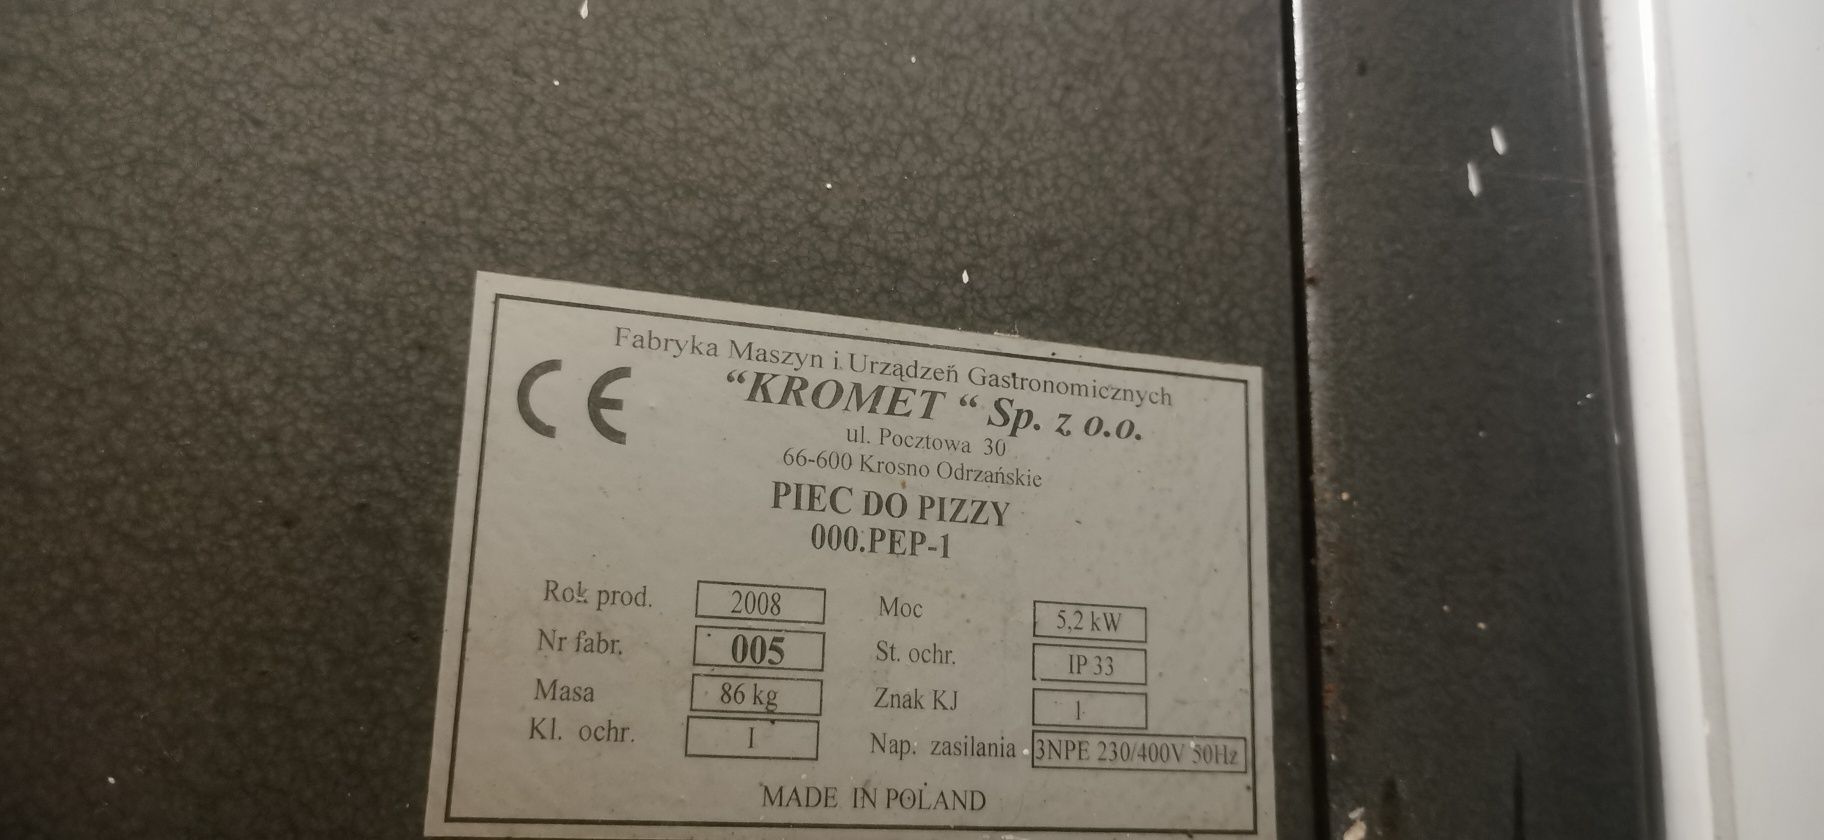 Fabryka Maszyn i Urządzeń Gastronomicznych
CE
“KROMET “ Sp. z o.o.
ul. Pocztowa 30
66-600 Krosno Odrzańskie
PIEC DO PIZZY
000.PEP-1
Rok prod. 2008 Moc 5,2 kW
Nr fabr. 005 St. ochr. IP 33
Masa 86 kg Znak KJ 1
Kl. ochr. I Nap. zasilania 3NPE 230/400V 50Hz
MADE IN POLAND